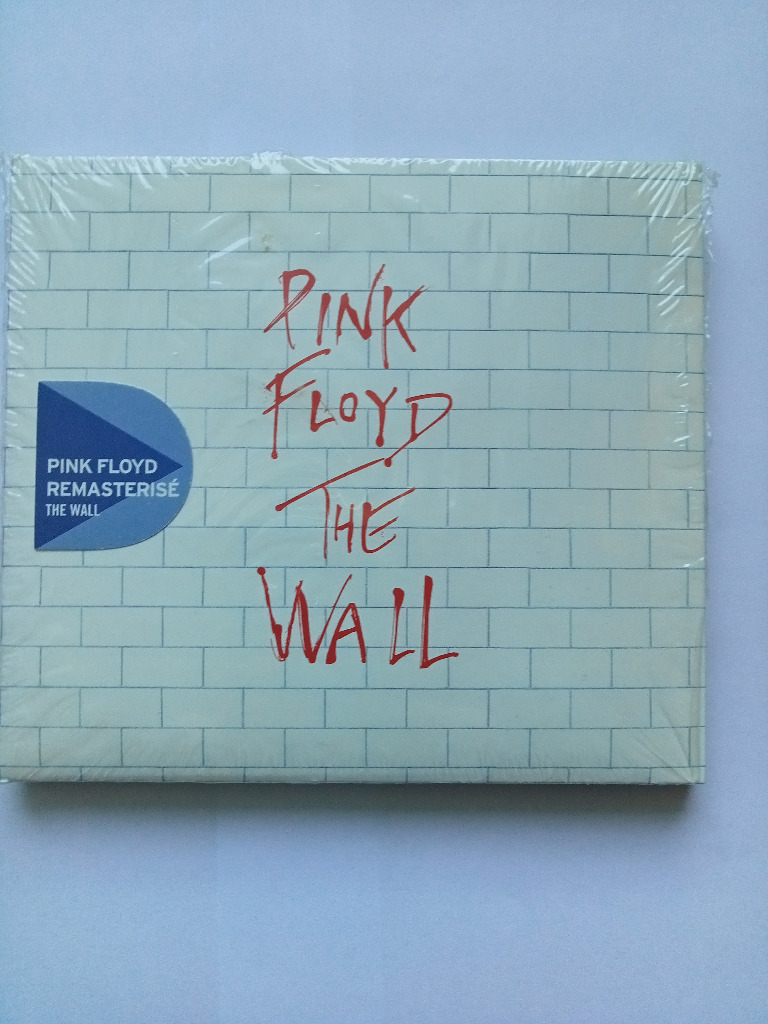 PINK
FLOYD
THE
WALL
PINK FLOYD
REMASTERISÉ
THE WALL